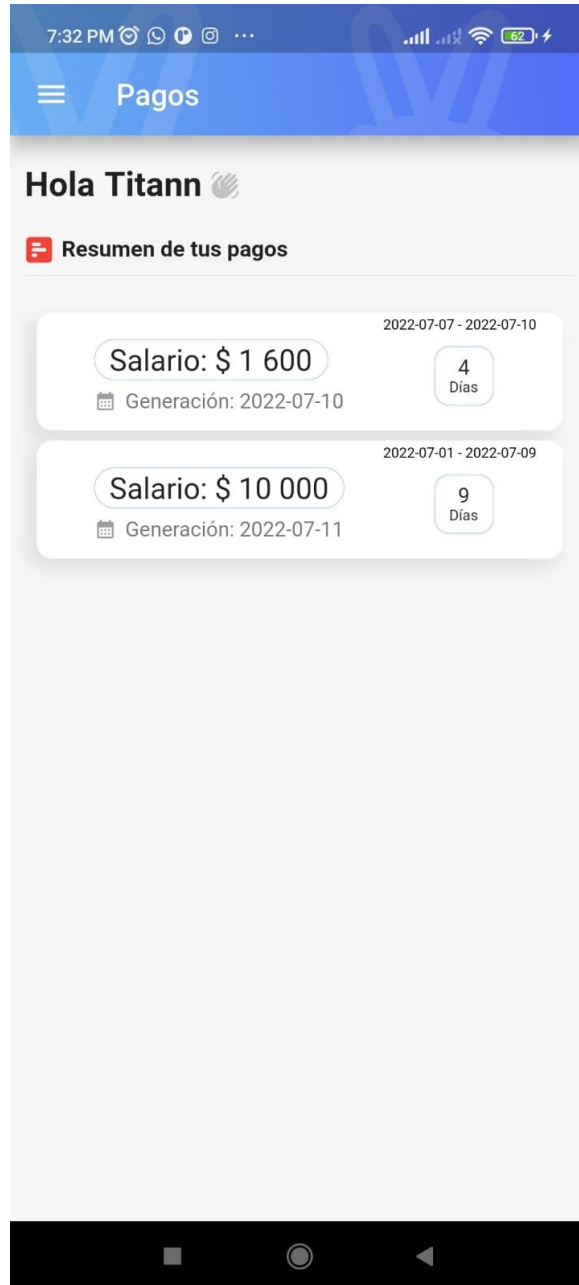 7:32 PM ... 62
Pagos
Hola Titann
Resumen de tus pagos
2022-07-07 - 2022-07-10
Salario: $ 1 600
4
Días
Generación: 2022-07-10
2022-07-01 - 2022-07-09
Salario: $ 10 000
9
Días
Generación: 2022-07-11